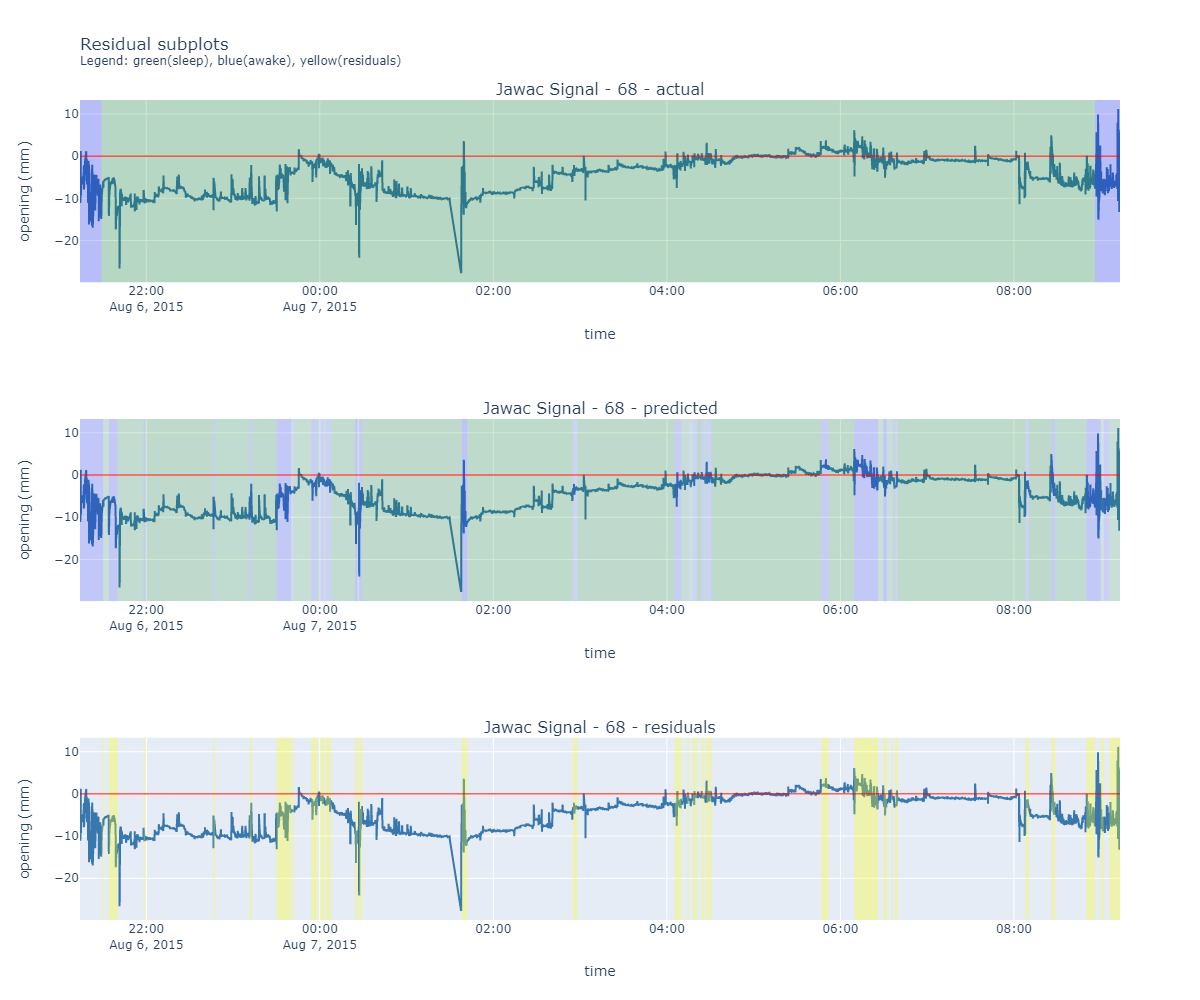 Residual subplots
Legend: green(sleep), blue(awake), yellow(residuals)
Jawac Signal - 68 - actual
10
0
−10
−20
opening (mm)
22:00 00:00 02:00 04:00 06:00 08:00
Aug 6, 2015 Aug 7, 2015
time
Jawac Signal - 68 - predicted
10
0
−10
−20
opening (mm)
22:00 00:00 02:00 04:00 06:00 08:00
Aug 6, 2015 Aug 7, 2015
time
Jawac Signal - 68 - residuals
10
0
−10
−20
opening (mm)
22:00 00:00 02:00 04:00 06:00 08:00
Aug 6, 2015 Aug 7, 2015
time